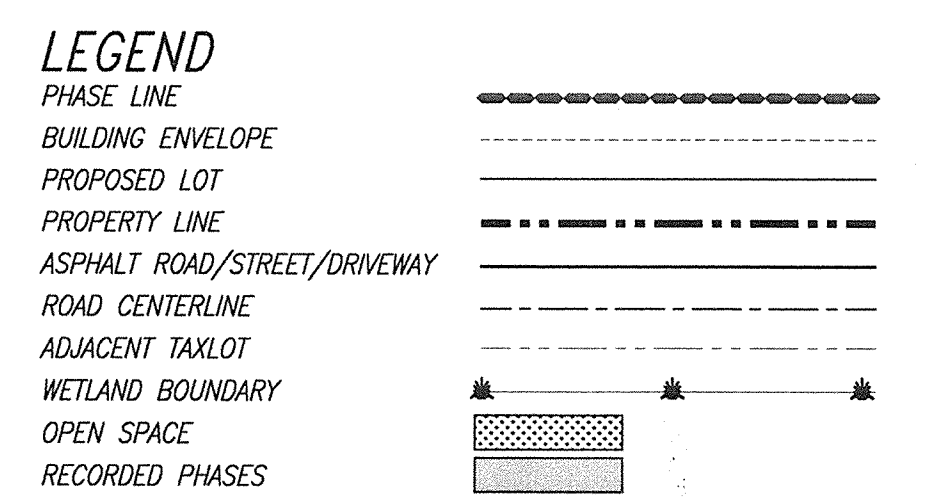 LEGEND
PHASE LINE
BUILDING ENVELOPE
PROPOSED LOT
PROPERTY LINE
ASPHALT ROAD/STREET/DRIVEWAY
ROAD CENTERLINE
ADJACENT TAXLOT
WETLAND BOUNDARY
OPEN SPACE
RECORDED PHASES